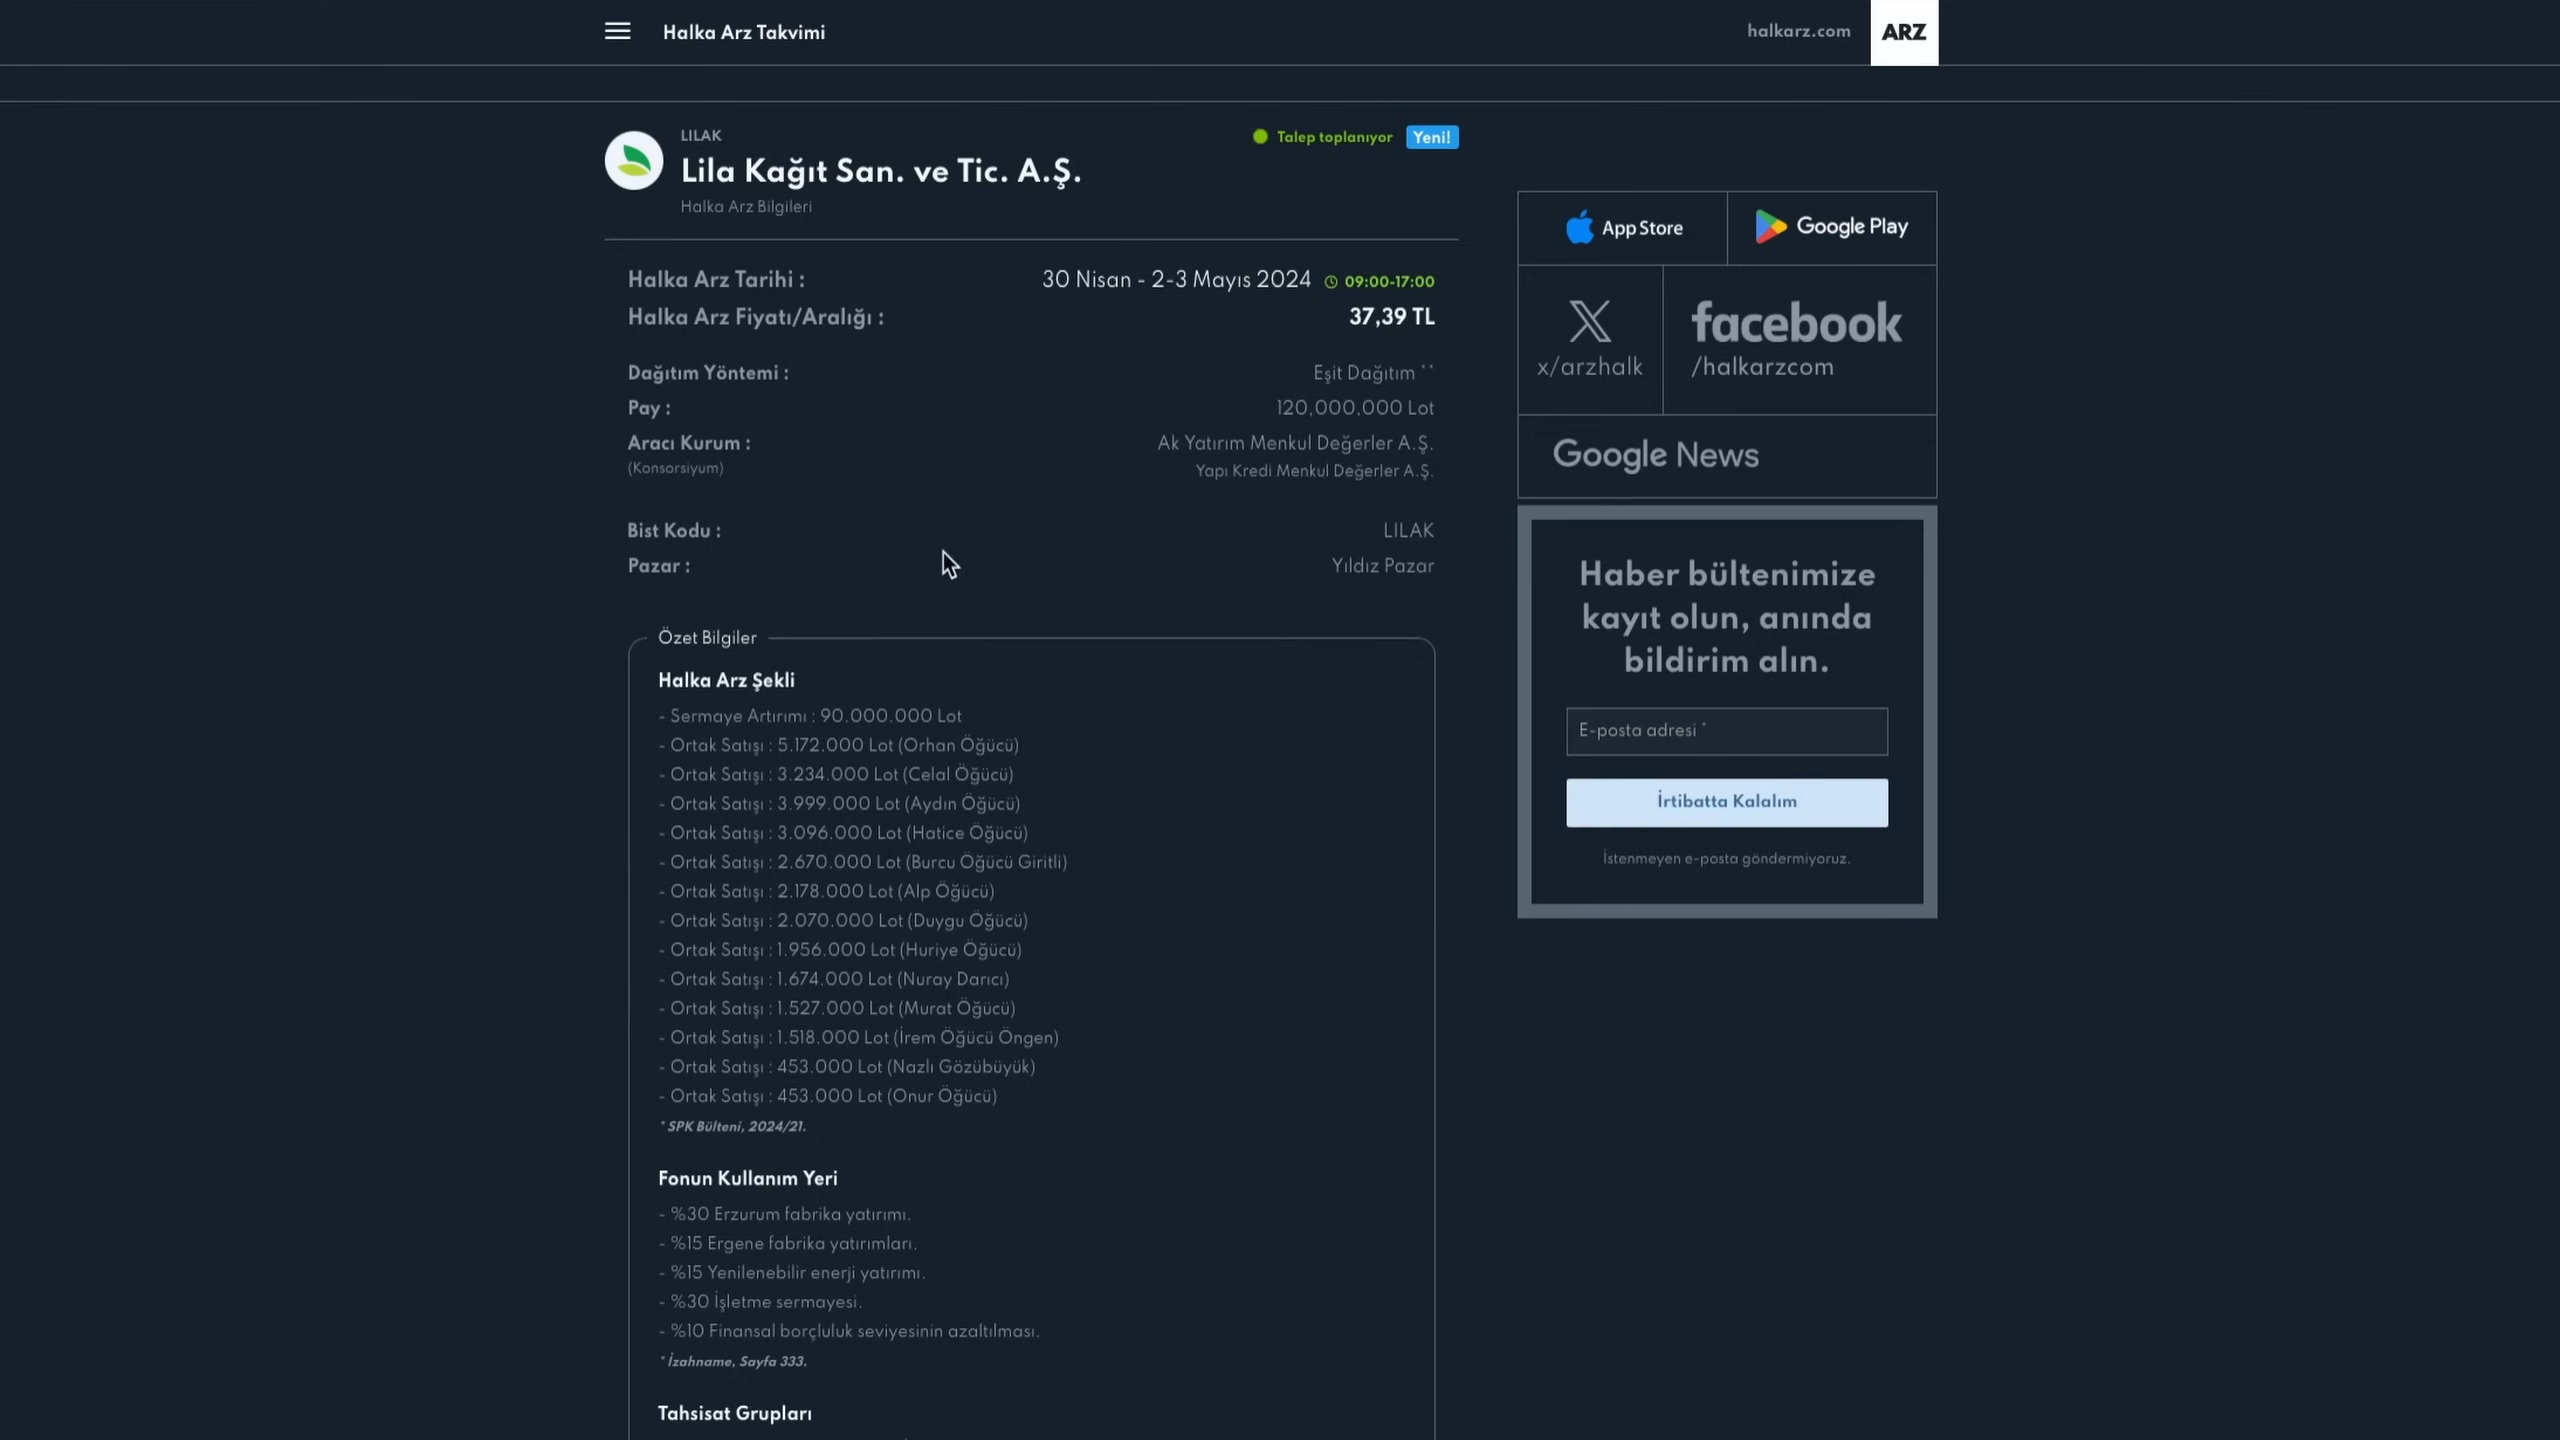 Halka Arz Takvimi
halkarz.com
ARZ
LILAK
Lila Kağıt San. ve Tic. A.Ş.
Halka Arz Bilgileri
Talep toplanıyor
Yeni!
Halka Arz Tarihi : 30 Nisan - 2-3 Mayıs 2024 09:00-17:00
Halka Arz Fiyatı/Aralığı : 37,39 TL
Dağıtım Yöntemi : Eşit Dağıtım **
Pay : 120.000.000 Lot
Aracı Kurum : Ak Yatırım Menkul Değerler A.Ş.
(Konsorsiyum) Yapı Kredi Menkul Değerler A.Ş.
Bist Kodu : LILAK
Pazar : Yıldız Pazar
Özet Bilgiler
Halka Arz Şekli
- Sermaye Artırımı : 90.000.000 Lot
- Ortak Satışı : 5.172.000 Lot (Orhan Öğücü)
- Ortak Satışı : 3.234.000 Lot (Celal Öğücü)
- Ortak Satışı : 3.999.000 Lot (Aydın Öğücü)
- Ortak Satışı : 3.096.000 Lot (Hatice Öğücü)
- Ortak Satışı : 2.670.000 Lot (Burcu Öğücü Giritli)
- Ortak Satışı : 2.178.000 Lot (Alp Öğücü)
- Ortak Satışı : 2.070.000 Lot (Duygu Öğücü)
- Ortak Satışı : 1.956.000 Lot (Huriye Öğücü)
- Ortak Satışı : 1.674.000 Lot (Nuray Darıcı)
- Ortak Satışı : 1.527.000 Lot (Murat Öğücü)
- Ortak Satışı : 1.518.000 Lot (İrem Öğücü Öngen)
- Ortak Satışı : 453.000 Lot (Nazlı Gözübüyük)
- Ortak Satışı : 453.000 Lot (Onur Öğücü)
* SPK Bülteni, 2024/21.
Fonun Kullanım Yeri
- %30 Erzurum fabrika yatırımı.
- %15 Ergene fabrika yatırımları.
- %15 Yenilenebilir enerji yatırımı.
- %30 İşletme sermayesi.
- %10 Finansal borçluluk seviyesinin azaltılması.
* İzahname, Sayfa 333.
Tahsisat Grupları
App Store
Google Play
x/arzhalk
facebook
/halkarzcom
Google News
Haber bültenimize
kayıt olun, anında
bildirim alın.
E-posta adresi *
İrtibatta Kalalım
İstenmeyen e-posta göndermiyoruz.